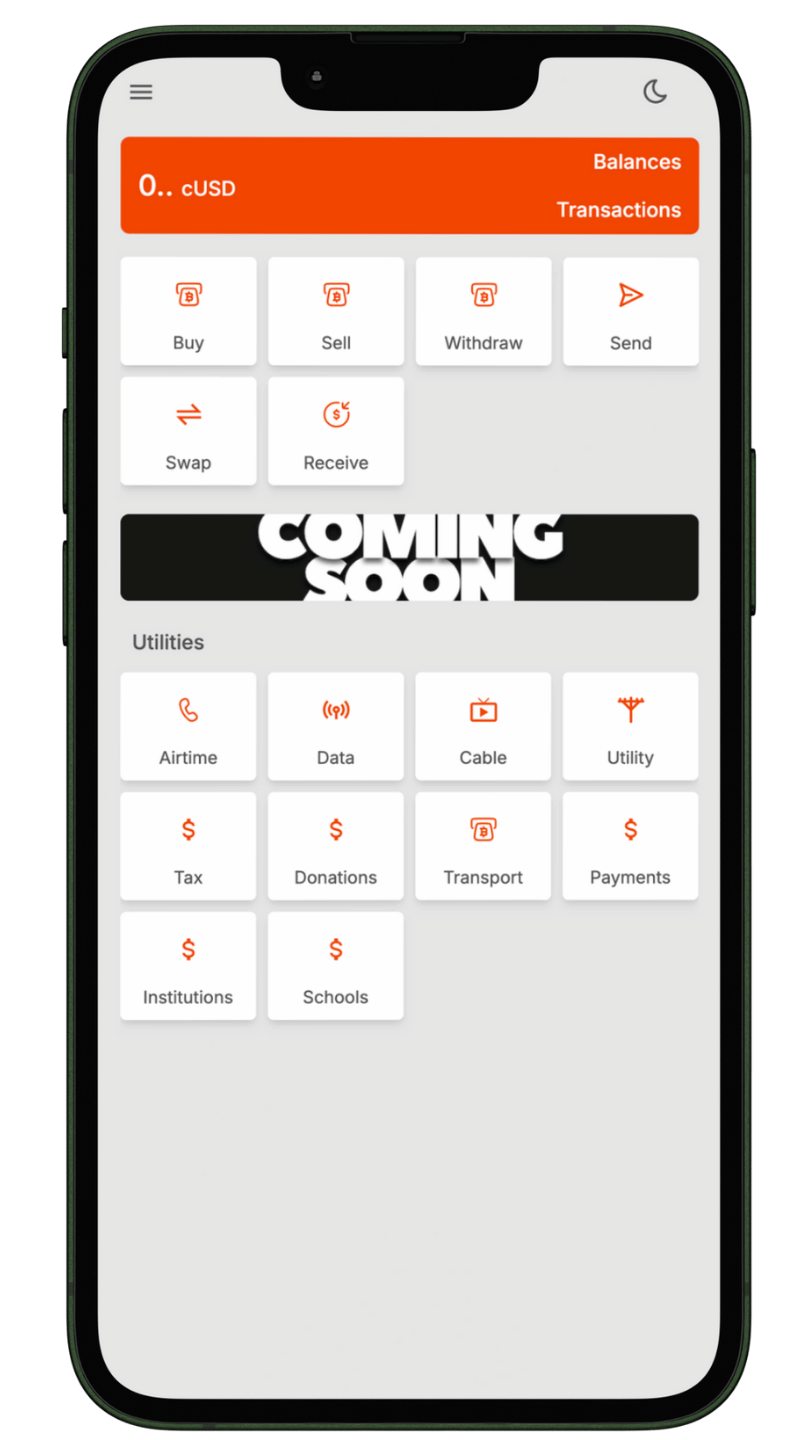 Balances
0.. cUSD
Transactions
Buy Sell Withdraw Send
Swap Receive
COMING
SOON
Utilities
Airtime Data Cable Utility
Tax Donations Transport Payments
Institutions Schools